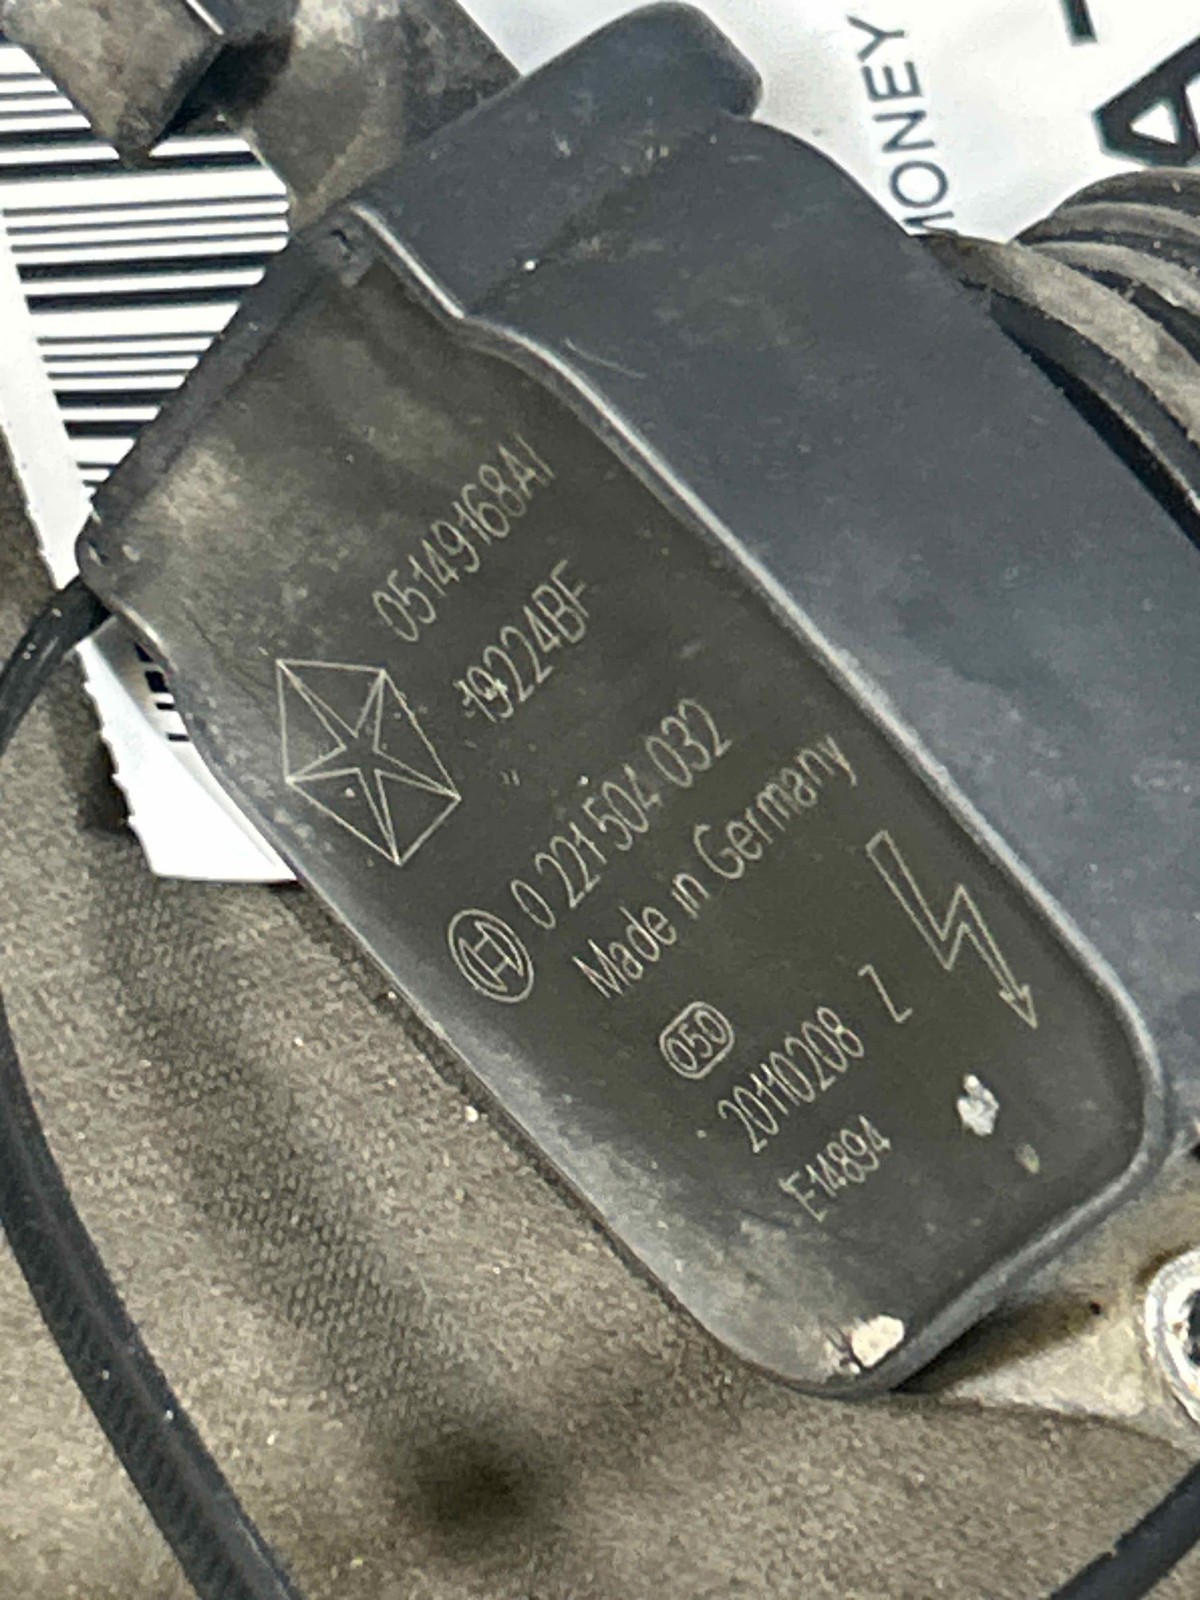 MONEY
05149168AI
19224BF
0 221 504 032
Made in Germany
050
20110208 Z
E14894